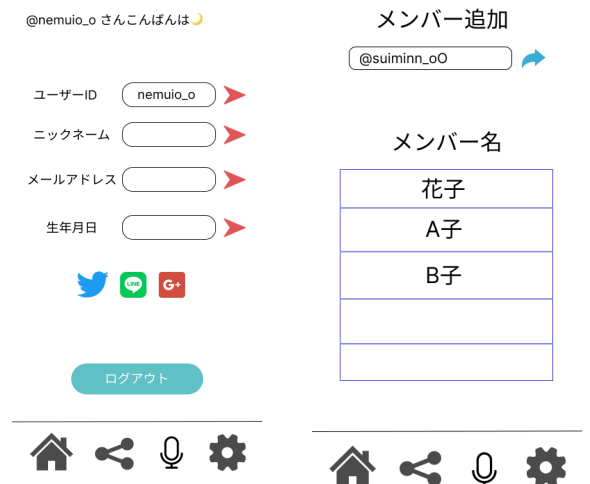 @nemuio_o さんこんばんは🌙
ユーザーID nemuio_o
ニックネーム
メールアドレス
生年月日
LINE G+
ログアウト
メンバー追加
@suiminn_oO
メンバー名
花子
A子
B子